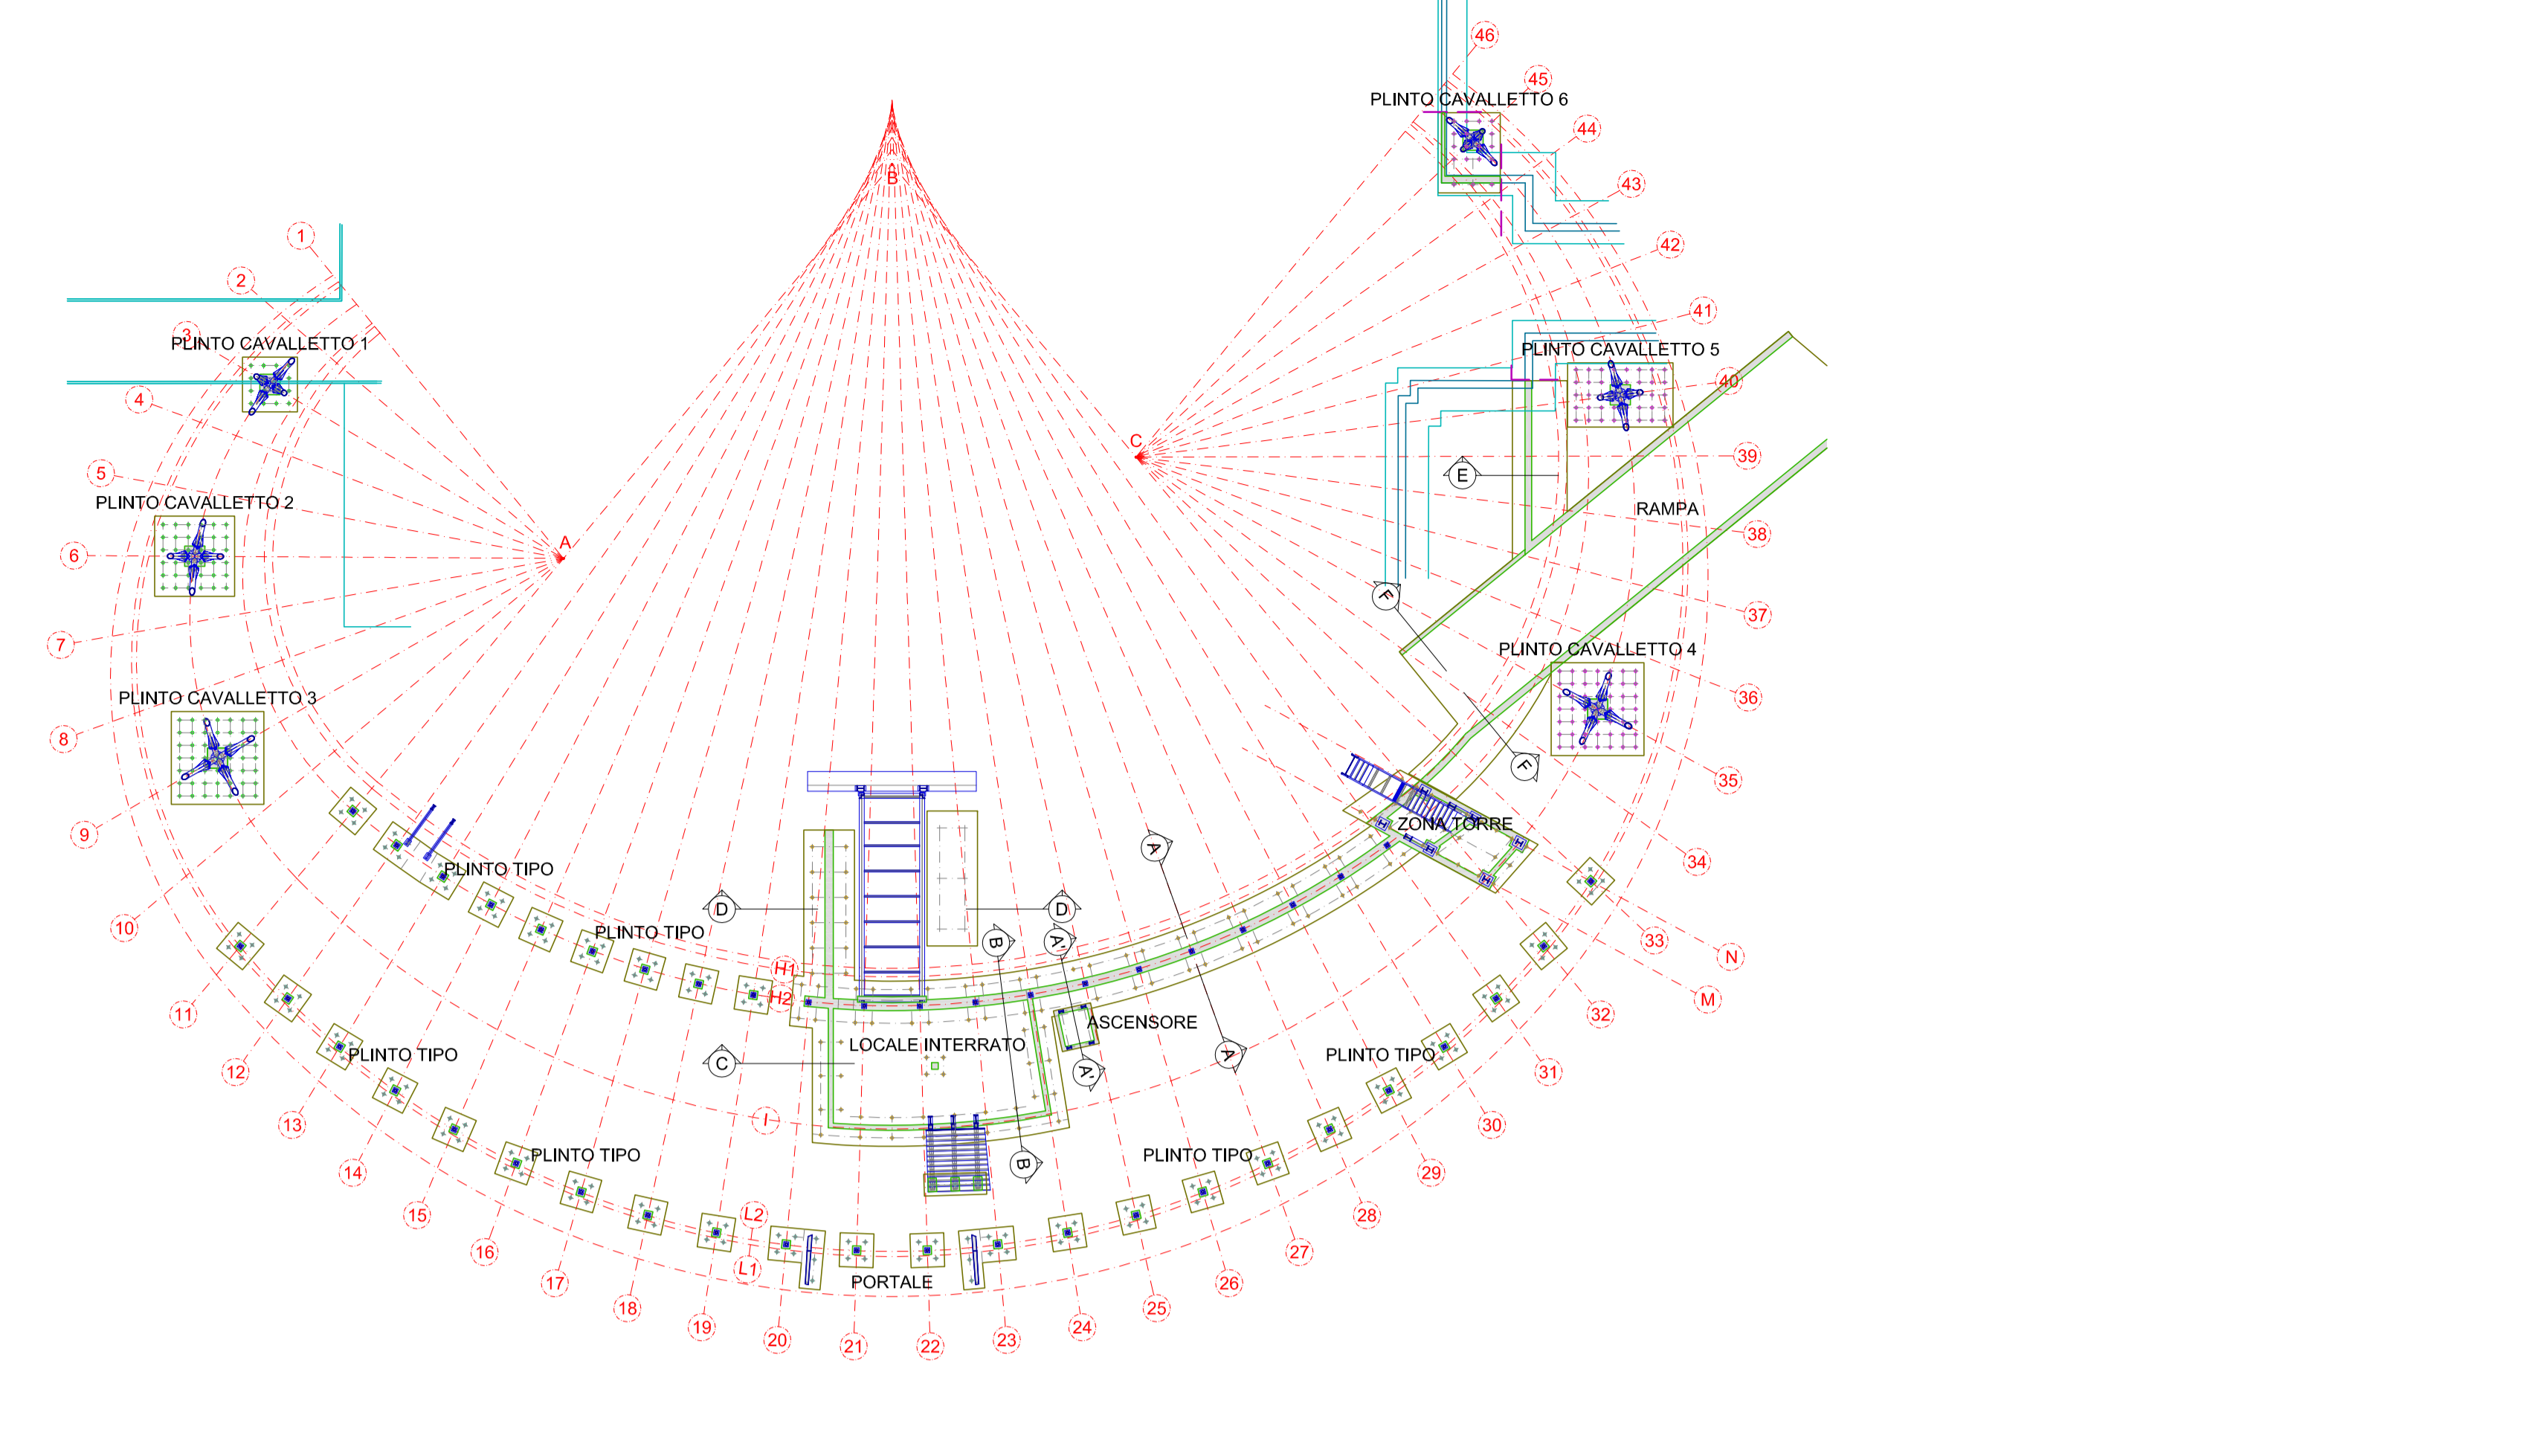 46
45
PLINTO CAVALLETTO 6
44
B
43
1
42
2
41
3
PLINTO CAVALLETTO 1
PLINTO CAVALLETTO 5
40
4
C
39
5
E
PLINTO CAVALLETTO 2
RAMPA
38
6
A
F
37
7
PLINTO CAVALLETTO 4
36
PLINTO CAVALLETTO 3
8
F
35
9
ZONA TORRE
A
34
PLINTO TIPO
D
D
10
PLINTO TIPO
B
A'
33
N
H1
H2
M
11
ASCENSORE
32
LOCALE INTERRATO
PLINTO TIPO
A
PLINTO TIPO
C
A'
12
31
I
13
30
PLINTO TIPO
PLINTO TIPO
B
14
29
15
L2
28
16
27
L1
17
PORTALE
26
18
25
19
24
20
23
21
22